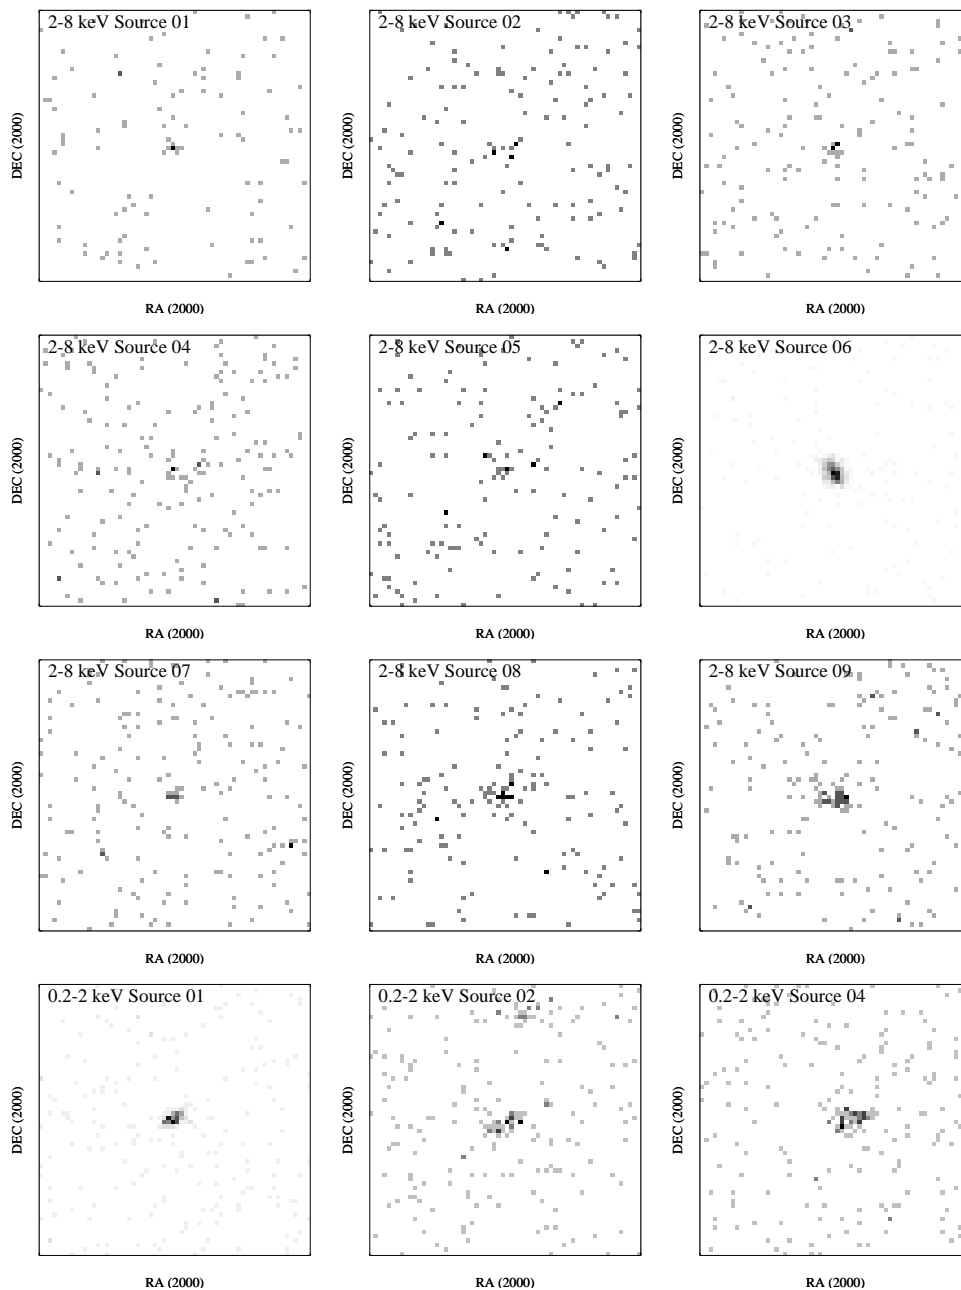 2-8 keV Source 01
2-8 keV Source 02
2-8 keV Source 03
DEC (2000)
DEC (2000)
DEC (2000)
RA (2000)
RA (2000)
RA (2000)
2-8 keV Source 04
2-8 keV Source 05
2-8 keV Source 06
DEC (2000)
DEC (2000)
DEC (2000)
RA (2000)
RA (2000)
RA (2000)
2-8 keV Source 07
2-8 keV Source 08
2-8 keV Source 09
DEC (2000)
DEC (2000)
DEC (2000)
RA (2000)
RA (2000)
RA (2000)
0.2-2 keV Source 01
0.2-2 keV Source 02
0.2-2 keV Source 04
DEC (2000)
DEC (2000)
DEC (2000)
RA (2000)
RA (2000)
RA (2000)